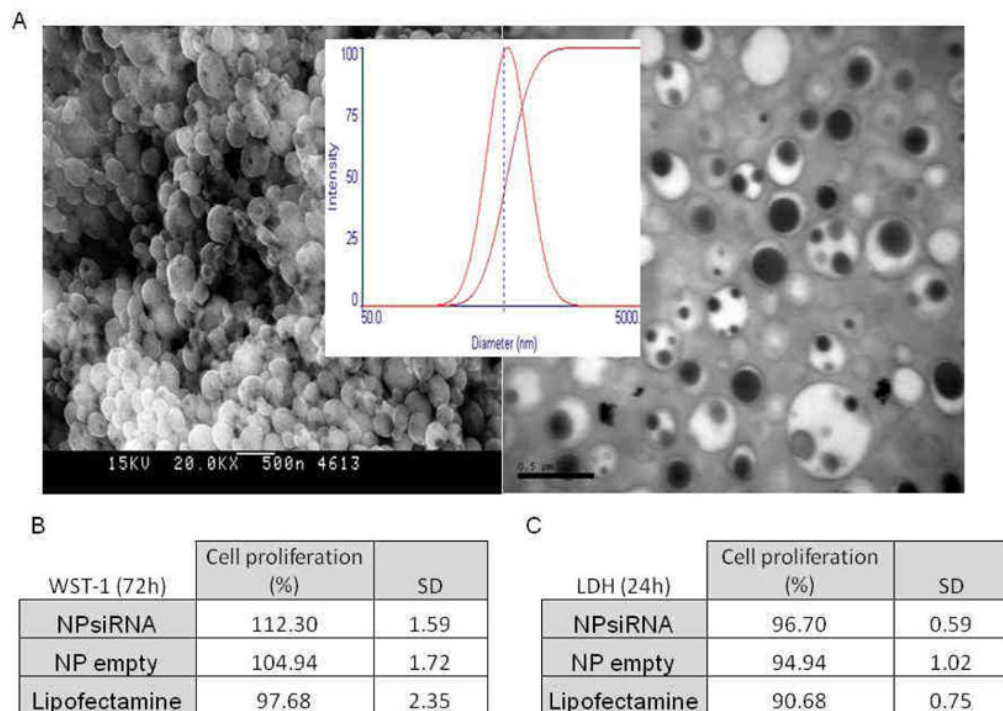 A
100
75
50
25
0
Intensity
50.0
5000.
Diameter (nm)
15KV 20.0KX 500n 4613
0.5 µm
B
WST-1 (72h) Cell proliferation (%) SD
NPsiRNA 112.30 1.59
NP empty 104.94 1.72
Lipofectamine 97.68 2.35
C
LDH (24h) Cell proliferation (%) SD
NPsiRNA 96.70 0.59
NP empty 94.94 1.02
Lipofectamine 90.68 0.75